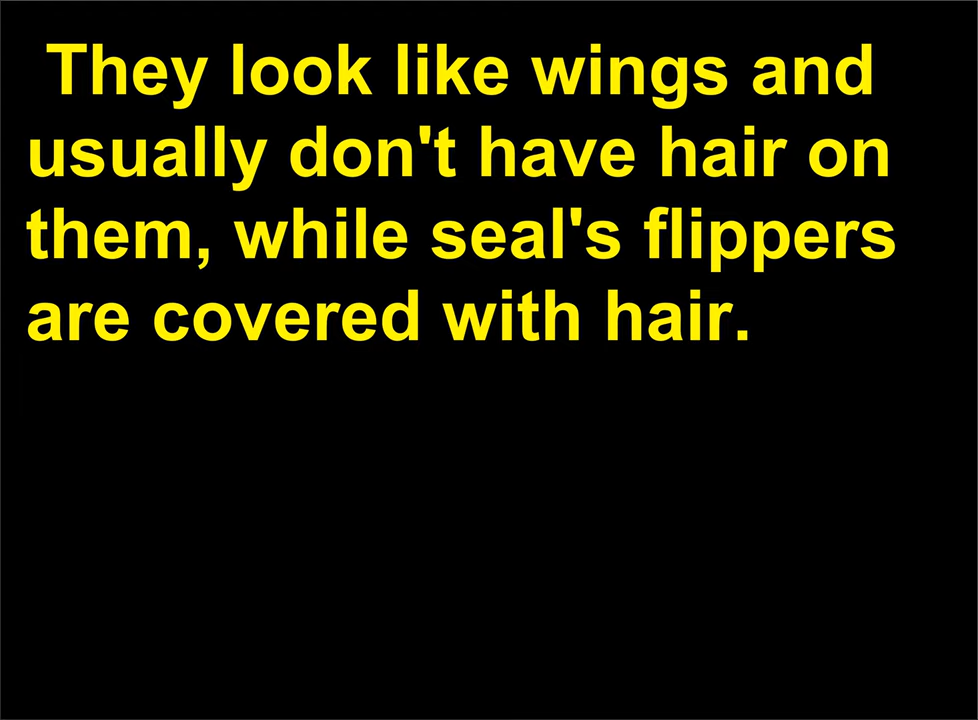 They look like wings and
usually don't have hair on
them, while seal's flippers
are covered with hair.